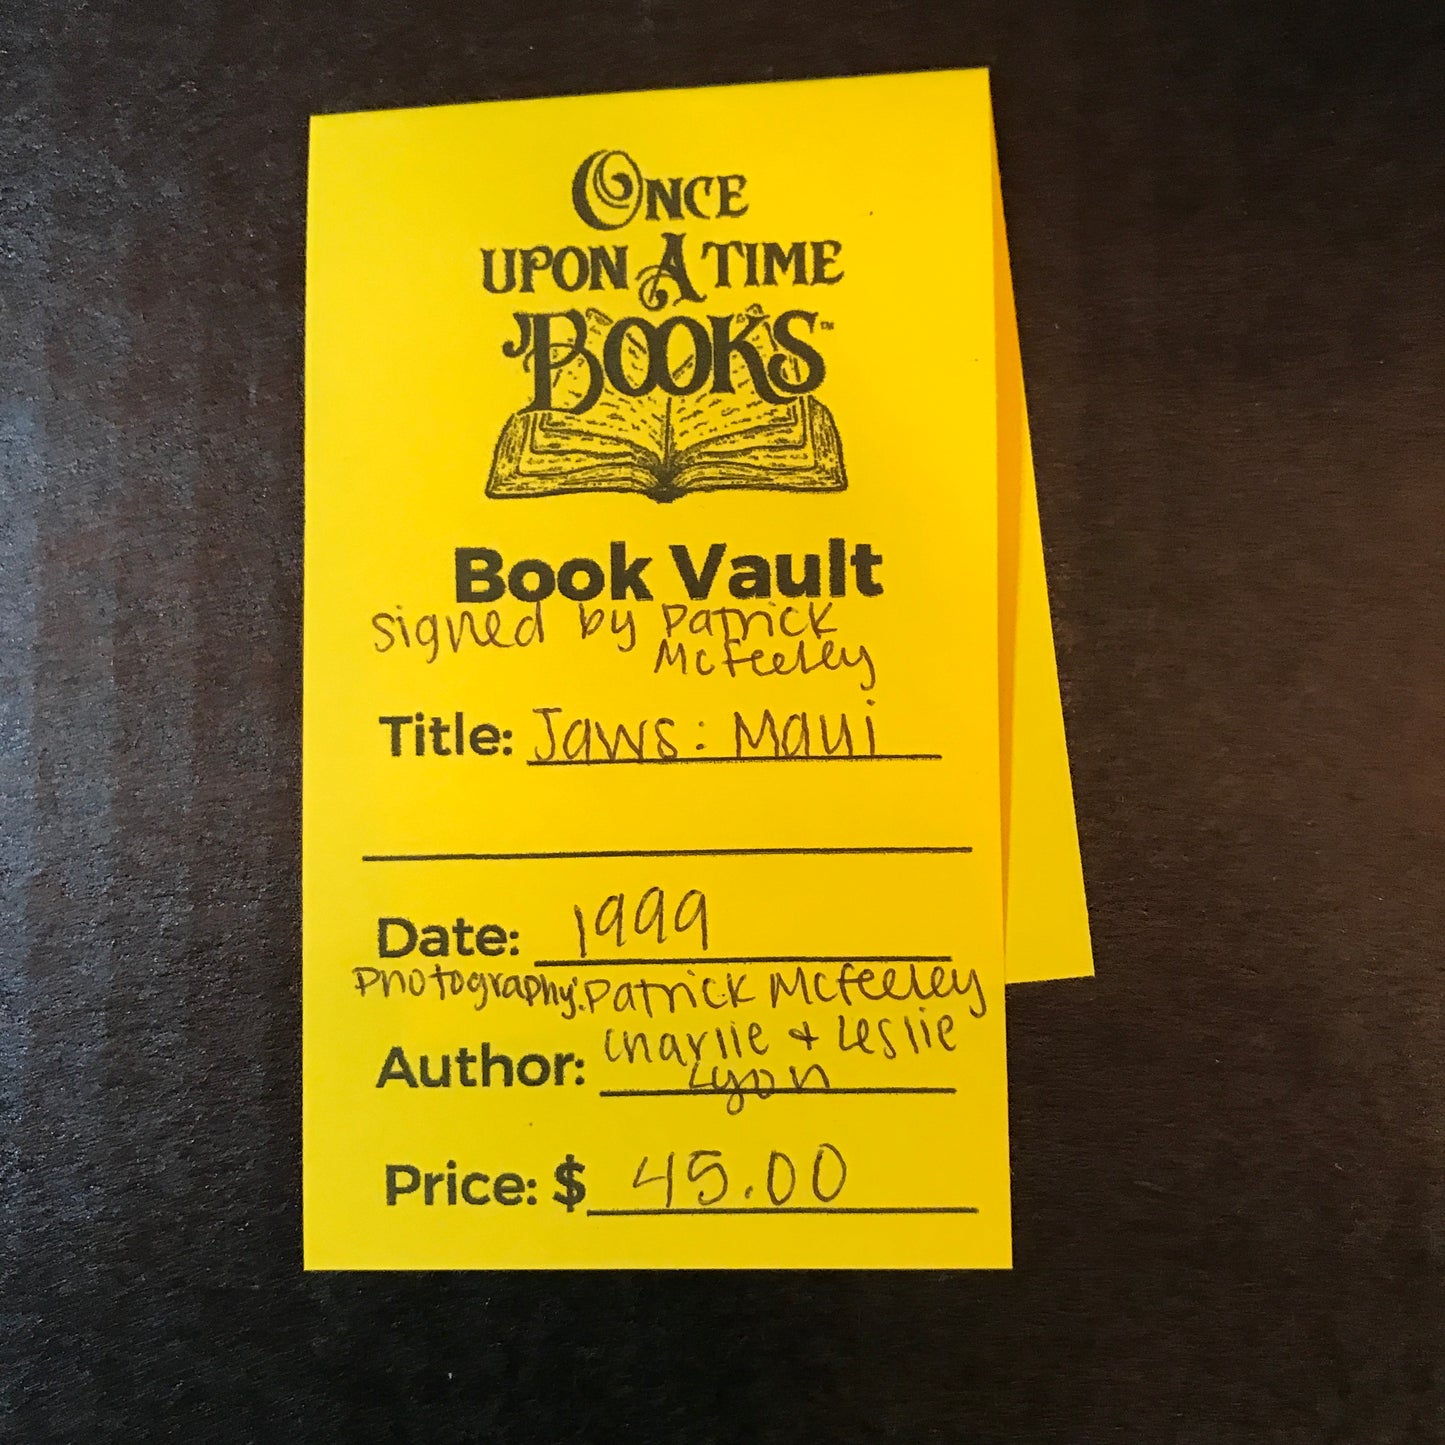 ONCE
UPON A TIME
BOOKS™
Book Vault
signed by Patrick
McFeeley
Title: Jaws: Maui
Date: 1999
Photography: Patrick McFeeley
Charlie + Leslie
Author: Lyon
Price: $ 45.00